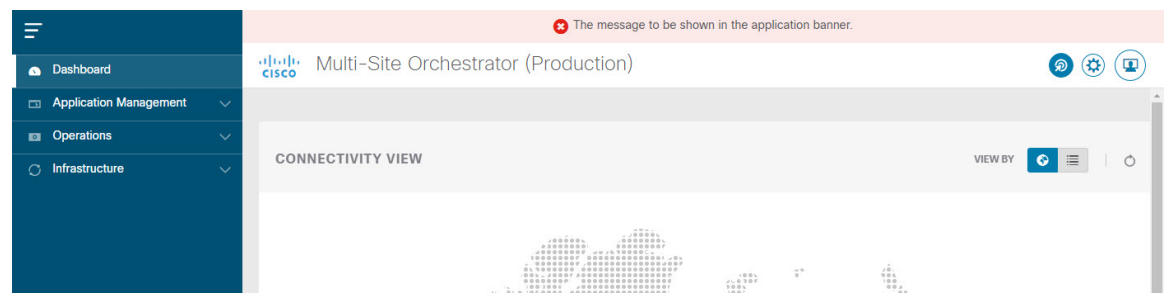 The message to be shown in the application banner.
Dashboard
Application Management
Operations
Infrastructure
CISCO
Multi-Site Orchestrator (Production)
CONNECTIVITY VIEW
VIEW BY